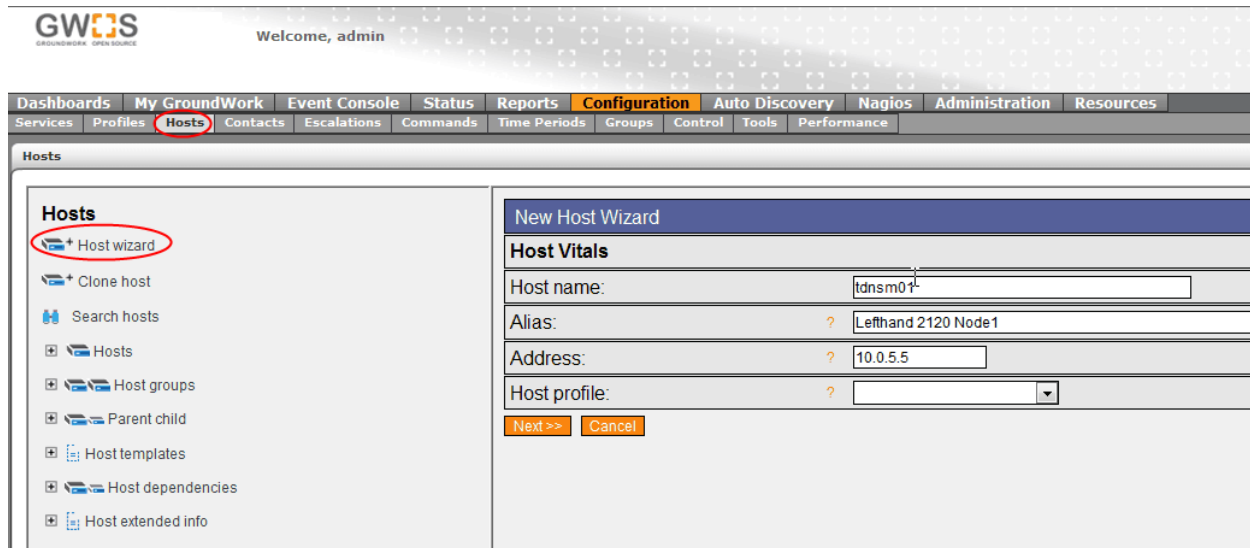 GWOS
GROUNDWORK OPEN SOURCE
Welcome, admin
Dashboards My GroundWork Event Console Status Reports Configuration Auto Discovery Nagios Administration Resources
Services Profiles Hosts Contacts Escalations Commands Time Periods Groups Control Tools Performance
Hosts
Hosts
Host wizard
Clone host
Search hosts
Hosts
Host groups
Parent child
Host templates
Host dependencies
Host extended info
New Host Wizard
Host Vitals
Host name: tdnsm01
Alias: ? Lefthand 2120 Node1
Address: ? 10.0.5.5
Host profile: ?
Next >> Cancel